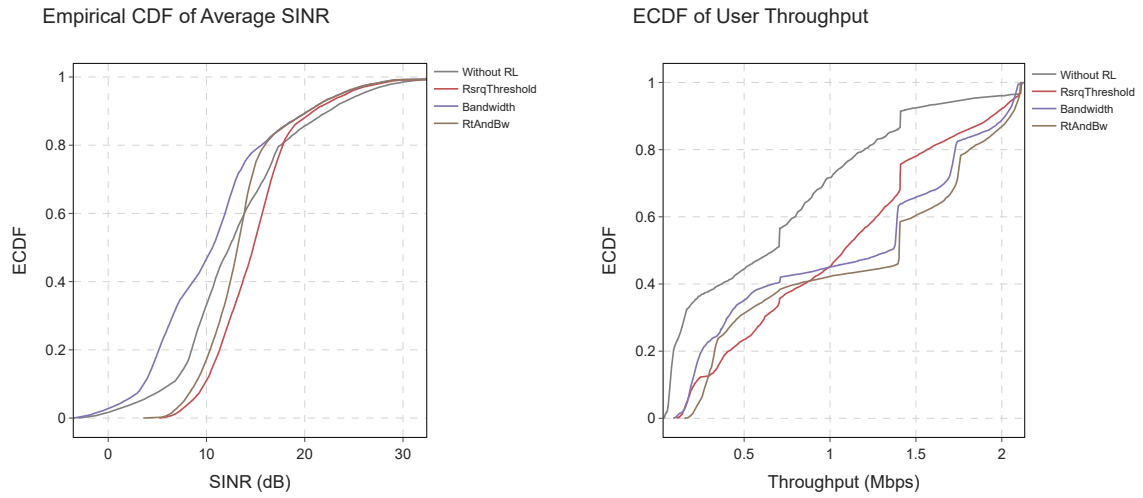 Empirical CDF of Average SINR
1
0.8
0.6
0.4
0.2
0
0
10
20
30
ECDF
SINR (dB)
Without RL
RsrqThreshold
Bandwidth
RtAndBw
ECDF of User Throughput
1
0.8
0.6
0.4
0.2
0
0.5
1
1.5
2
ECDF
Throughput (Mbps)
Without RL
RsrqThreshold
Bandwidth
RtAndBw